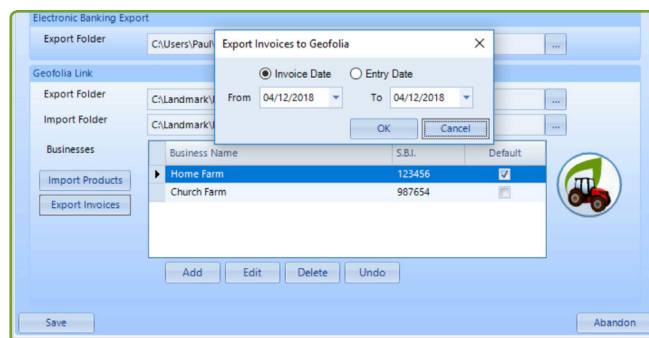 Electronic Banking Export
Export Folder C:\Users\Paul\ ...
Export Invoices to Geofolia
Invoice Date Entry Date
From 04/12/2018 To 04/12/2018
OK Cancel
Geofolia Link
Export Folder C:\Landmark\ ...
Import Folder C:\Landmark\ ...
Businesses
Business Name S.B.I. Default
Import Products
Home Farm 123456
Export Invoices
Church Farm 987654
Add Edit Delete Undo
Save Abandon